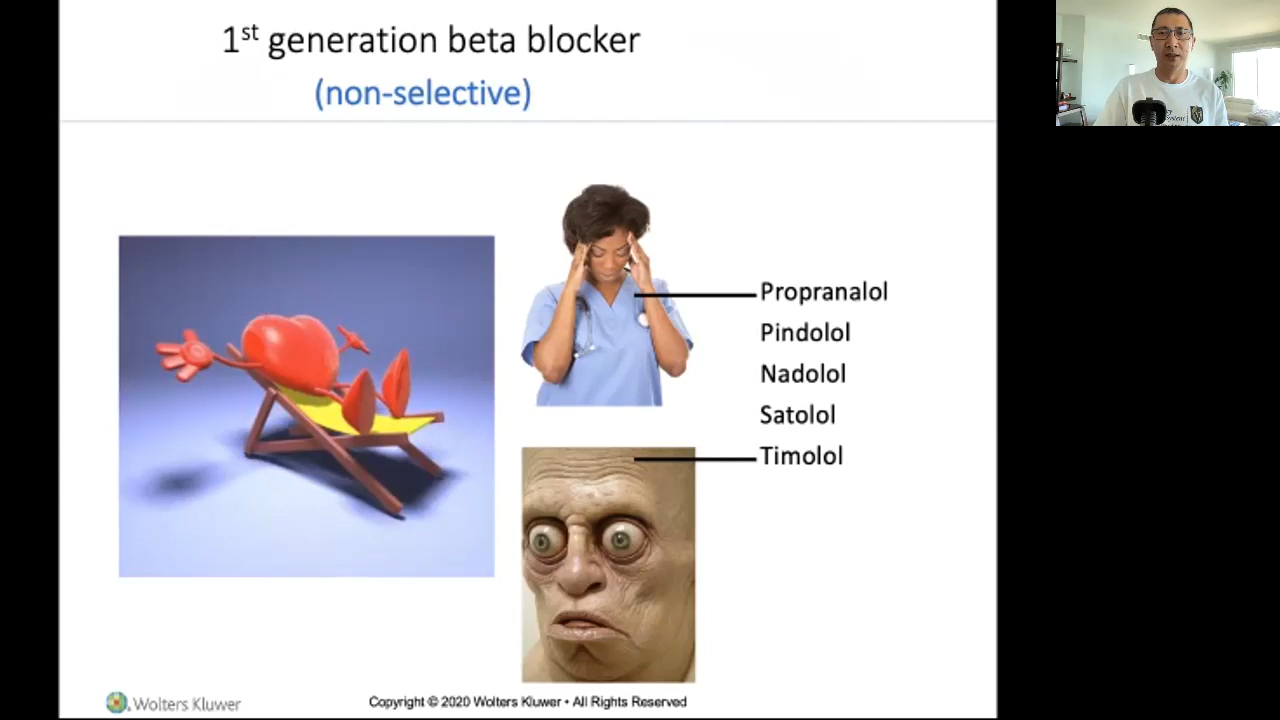 1st generation beta blocker
(non-selective)
Propranalol
Pindolol
Nadolol
Satolol
Timolol
Wolters Kluwer
Copyright © 2020 Wolters Kluwer • All Rights Reserved